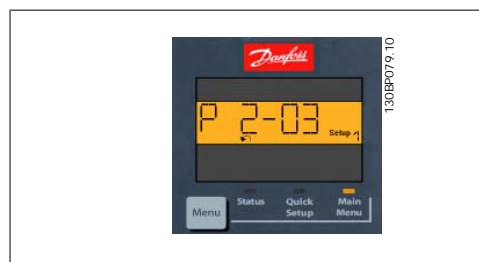 Danfoss
P 2-03
Setup 1
Status Quick Setup Main Menu
Menu
130BP079.10